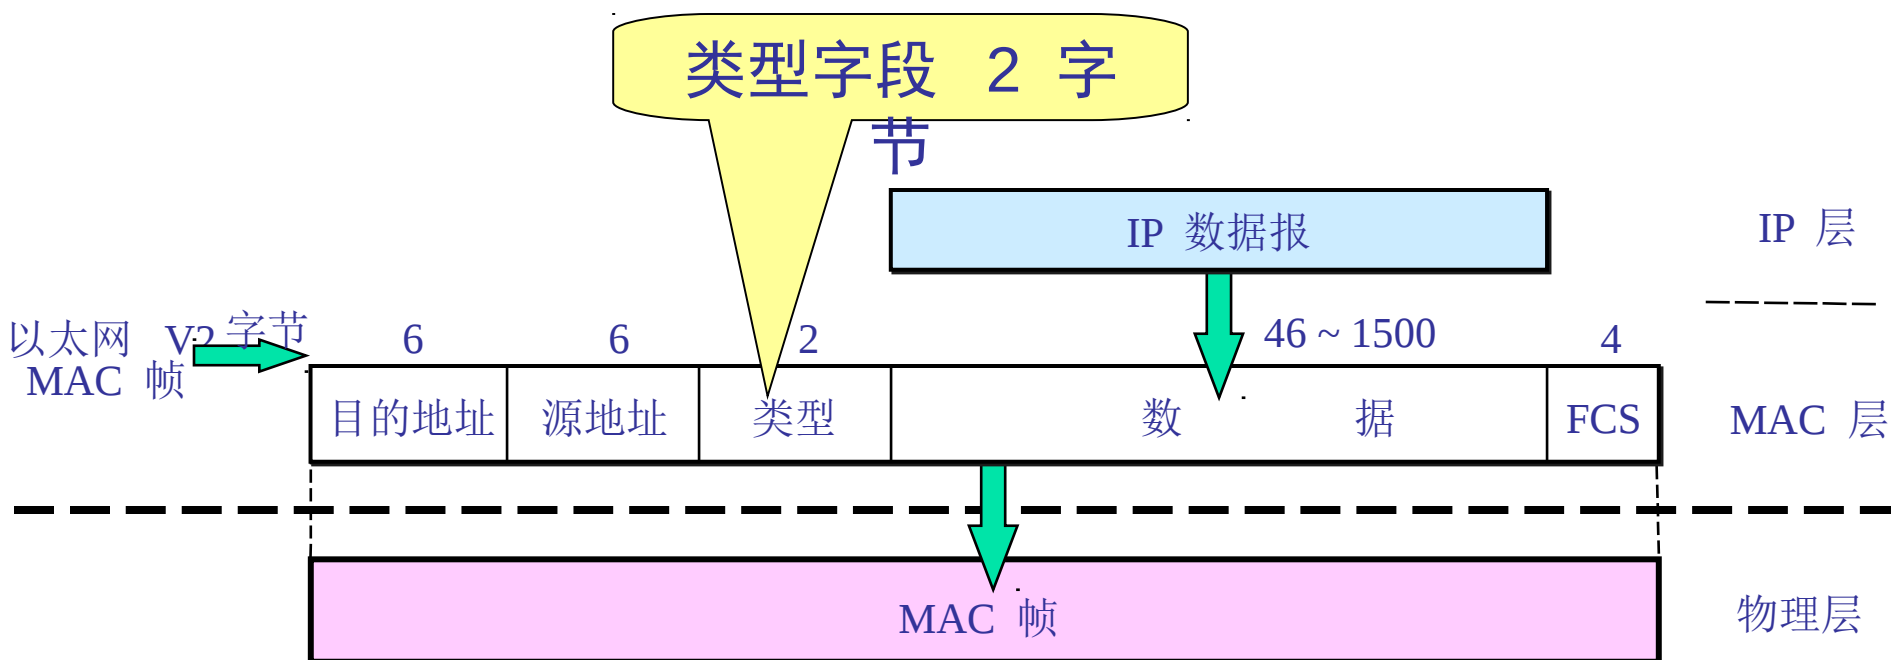 类型字段 2 字
节
IP 数据报
IP 层
以太网 V2
MAC 帧
字节
6
6
2
46 ~ 1500
4
目的地址
源地址
类型
数 据
FCS
MAC 层
MAC 帧
物理层